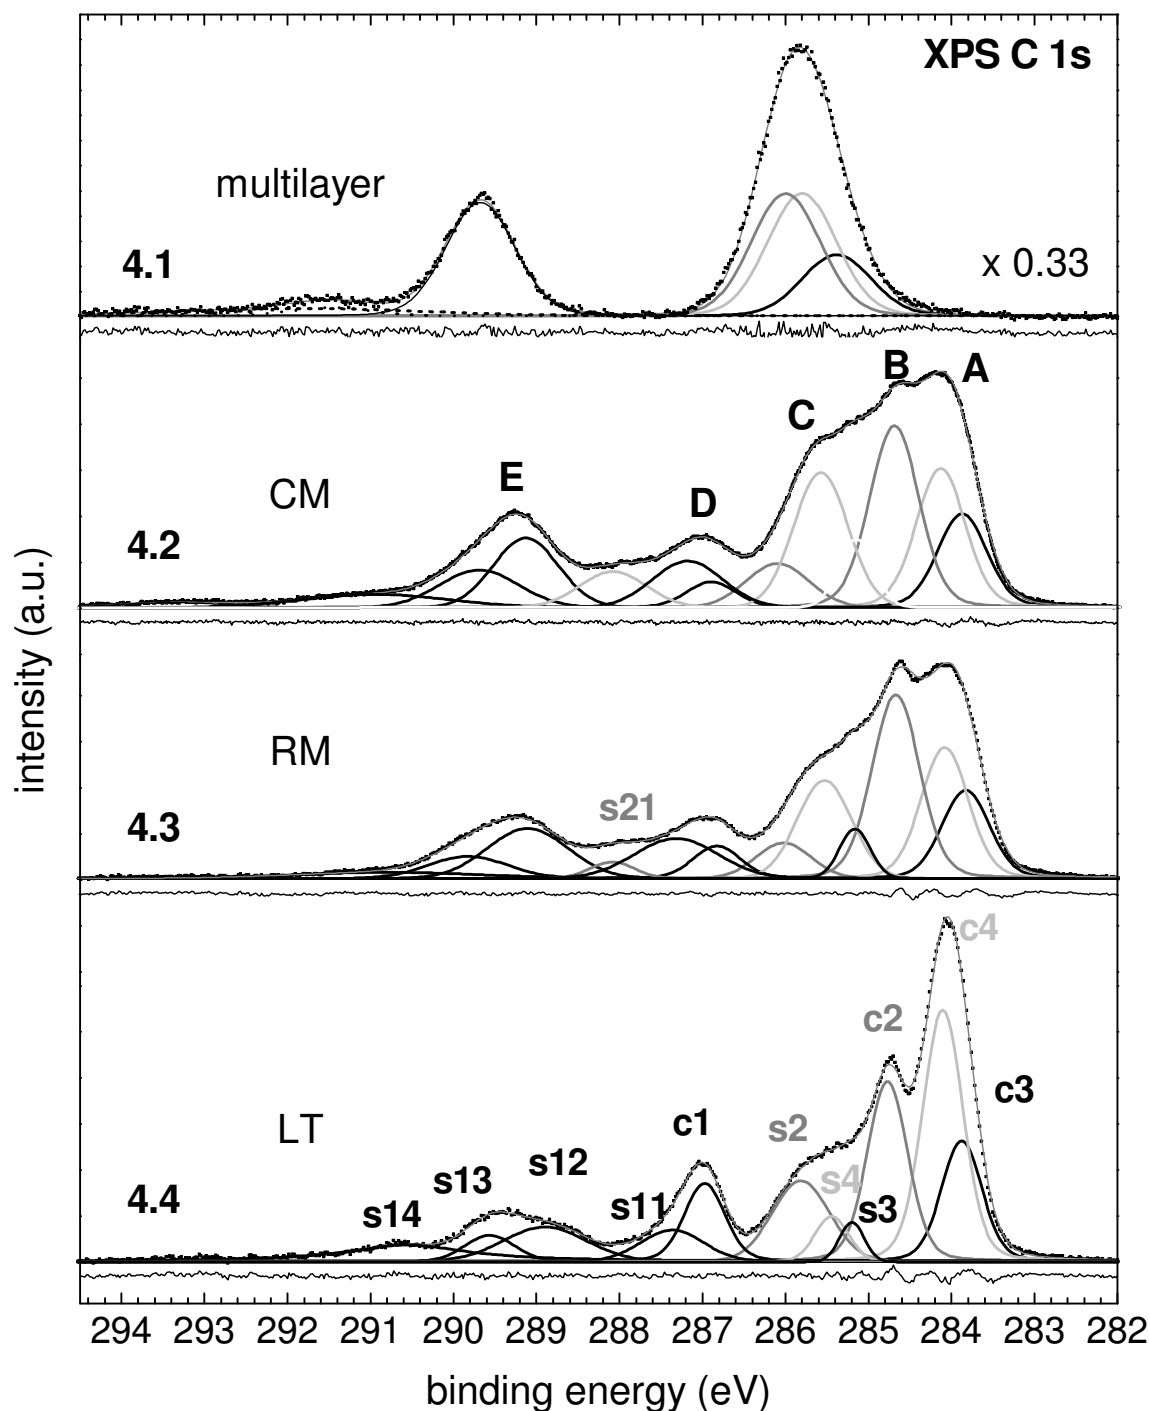 XPS C 1s
multilayer
4.1
x 0.33
A
B
C
D
E
CM
4.2
RM
s21
4.3
c4
c2
c3
LT
c1
s2
s12
s13
s4
s11
s3
s14
4.4
intensity (a.u.)
294 293 292 291 290 289 288 287 286 285 284 283 282
binding energy (eV)